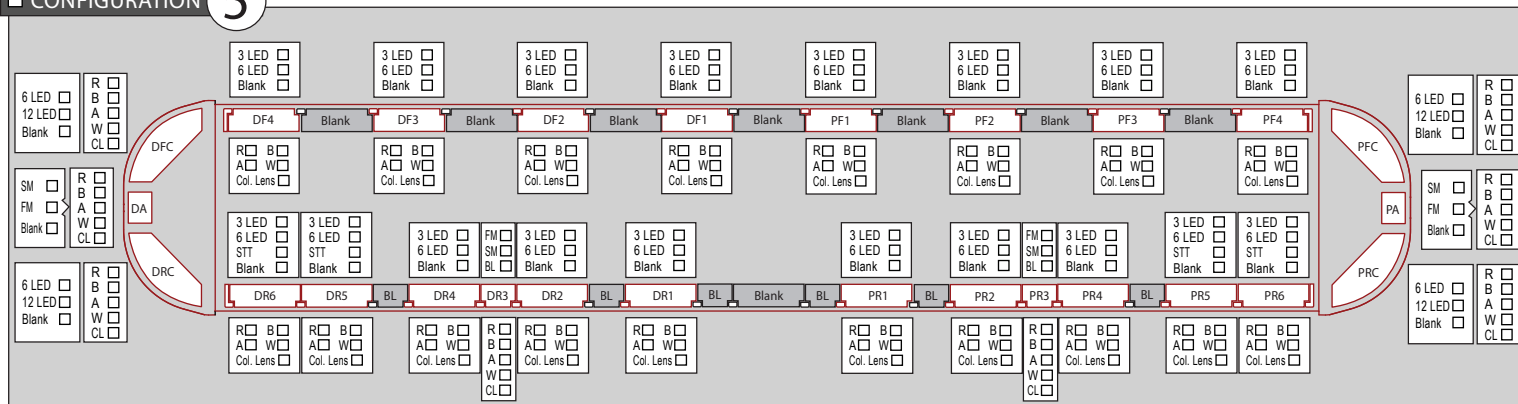 CONFIGURATION 3
3 LED 3 LED 3 LED 3 LED 3 LED 3 LED 3 LED 3 LED
6 LED 6 LED 6 LED 6 LED 6 LED 6 LED 6 LED 6 LED
Blank Blank Blank Blank Blank Blank Blank Blank
6 LED
12 LED
Blank
R
B
A
W
CL
DFC
DF4 Blank DF3 Blank DF2 Blank DF1 Blank PF1 Blank PF2 Blank PF3 Blank PF4
PFC
6 LED
12 LED
Blank
R
B
A
W
CL
R B R B R B R B R B R B R B R B
A W A W A W A W A W A W A W A W
Col. Lens Col. Lens Col. Lens Col. Lens Col. Lens Col. Lens Col. Lens Col. Lens
SM
FM
Blank
R
B
A
W
CL
DA
PA
SM
FM
Blank
R
B
A
W
CL
3 LED 3 LED 3 LED 3 LED
6 LED 6 LED 6 LED 6 LED
STT STT STT STT
Blank Blank Blank Blank
3 LED FM 3 LED 3 LED 3 LED 3 LED FM 3 LED
6 LED SM 6 LED 6 LED 6 LED 6 LED SM 6 LED
Blank BL Blank Blank Blank Blank BL Blank
6 LED
12 LED
Blank
R
B
A
W
CL
DRC
DR6 DR5 BL DR4 DR3 DR2 BL DR1 BL Blank BL PR1 BL PR2 PR3 PR4 BL PR5 PR6
PRC
6 LED
12 LED
Blank
R
B
A
W
CL
R B R B R B R B R B R B R B R B R B R B
A W A W A W A W A W A W A W A W A W A W
Col. Lens Col. Lens Col. Lens Col. Lens Col. Lens Col. Lens Col. Lens Col. Lens Col. Lens Col. Lens
R
B
A
W
CL
R
B
A
W
CL